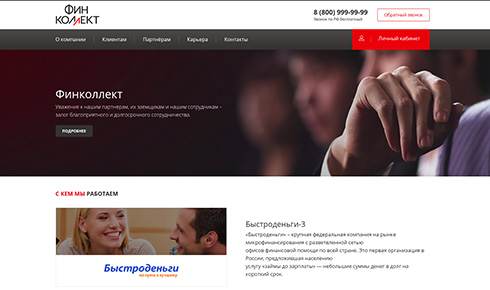 ФИН
КОЛЛЕКТ
8 (800) 999-99-99
Звонок по РФ бесплатный
Обратный звонок
О компании
Клиентам
Партнёрам
Карьера
Контакты
Личный кабинет
Финколлект
Уважение к нашим партнерам, их заемщикам и нашим сотрудникам –
залог благоприятного и долгосрочного сотрудничества.
ПОДРОБНЕЕ
С КЕМ МЫ РАБОТАЕМ
Быстроденьги
Быстроденьги-3
«Быстроденьги» – крупная федеральная компания на рынке
микрофинансирования с разветвленной сетью
офисов финансовой помощи по всей стране. Это первая организация в
России, предложившая населению
услугу «займы до зарплаты» — небольшие суммы денег в долг на
короткий срок.